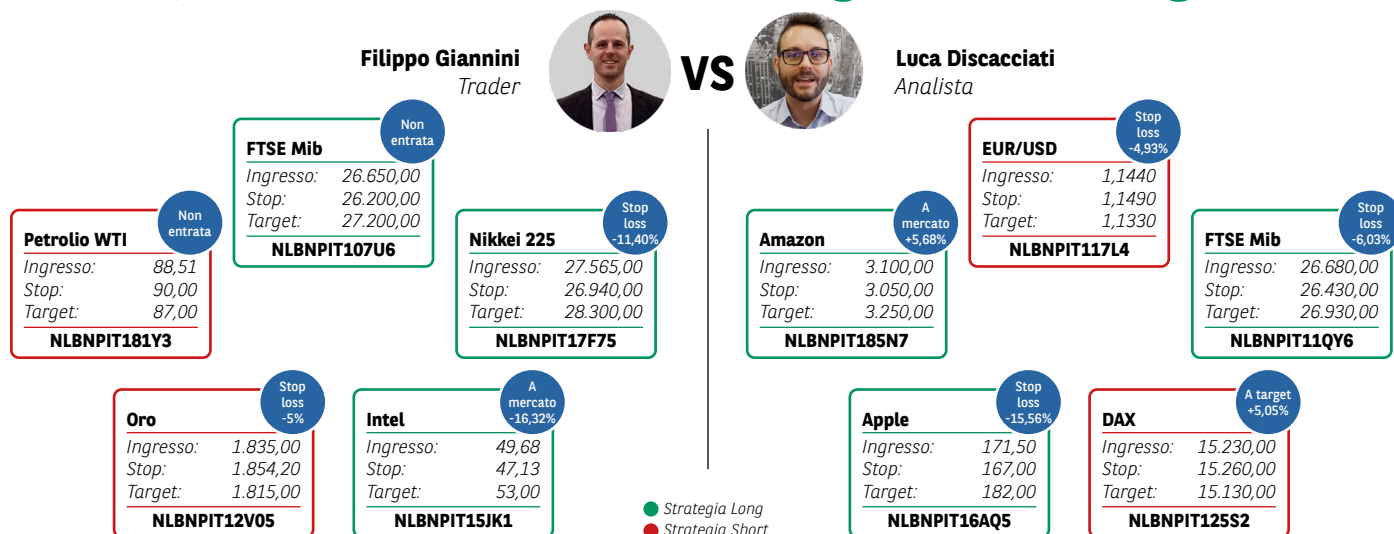 Filippo Giannini
Trader
VS
Luca Discacciati
Analista
Non
entrata
FTSE Mib
Ingresso: 26.650,00
Stop: 26.200,00
Target: 27.200,00
NLBNPIT107U6
Non
entrata
Petrolio WTI
Ingresso: 88,51
Stop: 90,00
Target: 87,00
NLBNPIT181Y3
Stop
loss
-11,40%
Nikkei 225
Ingresso: 27.565,00
Stop: 26.940,00
Target: 28.300,00
NLBNPIT17F75
Stop
loss
-5%
Oro
Ingresso: 1.835,00
Stop: 1.854,20
Target: 1.815,00
NLBNPIT12V05
A
mercato
-16,32%
Intel
Ingresso: 49,68
Stop: 47,13
Target: 53,00
NLBNPIT15JK1
Stop
loss
-4,93%
EUR/USD
Ingresso: 1,1440
Stop: 1,1490
Target: 1,1330
NLBNPIT117L4
A
mercato
+5,68%
Amazon
Ingresso: 3.100,00
Stop: 3.050,00
Target: 3.250,00
NLBNPIT185N7
Stop
loss
-6,03%
FTSE Mib
Ingresso: 26.680,00
Stop: 26.430,00
Target: 26.930,00
NLBNPIT11QY6
Stop
loss
-15,56%
Apple
Ingresso: 171,50
Stop: 167,00
Target: 182,00
NLBNPIT16AQ5
A target
+5,05%
DAX
Ingresso: 15.230,00
Stop: 15.260,00
Target: 15.130,00
NLBNPIT125S2
Strategia Long
Strategia Short